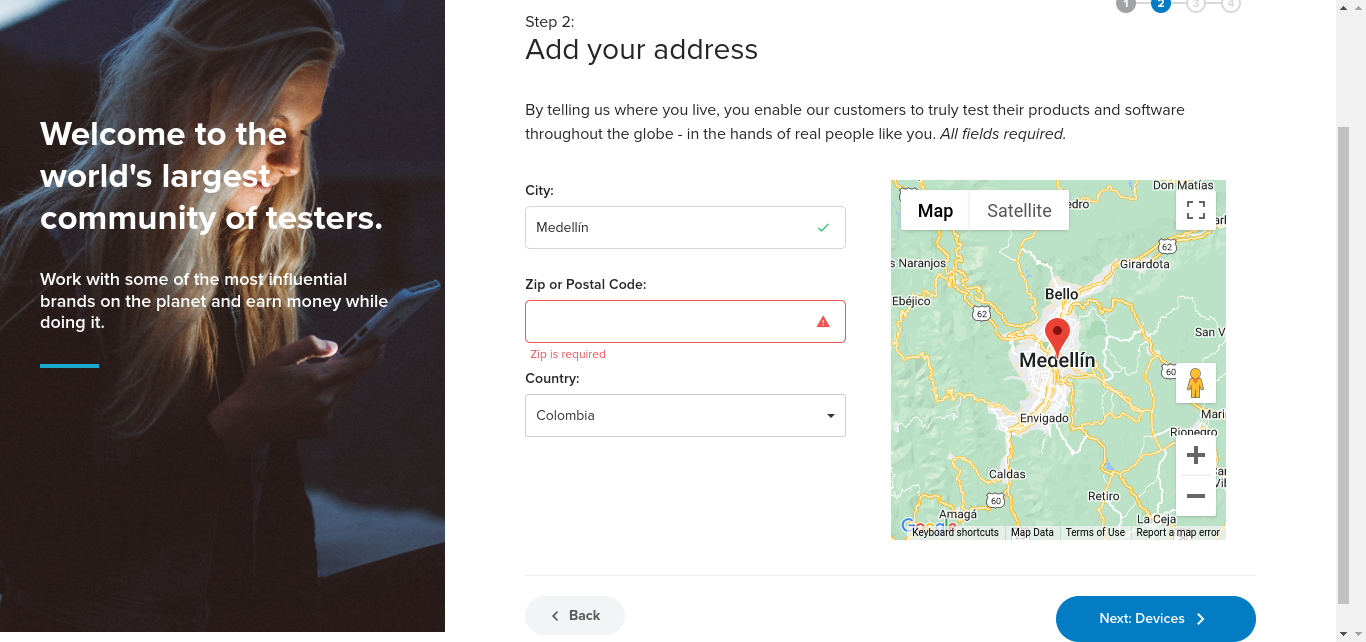 1 2 3 4
Step 2:
Add your address
Welcome to the
world's largest
community of testers.
Work with some of the most influential
brands on the planet and earn money while
doing it.
By telling us where you live, you enable our customers to truly test their products and software
throughout the globe - in the hands of real people like you. All fields required.
City:
Medellín
Zip or Postal Code:
Zip is required
Country:
Colombia
Map Satellite
Don Matías
62
s Naranjos
Girardota
Ebéjico
Bello
62
San V
Medellín
60
Envigado
Mari
Rionegro
Caldas
60
Retiro
Amagá
La Ceja
Google
Keyboard shortcuts Map Data Terms of Use Report a map error
Back
Next: Devices